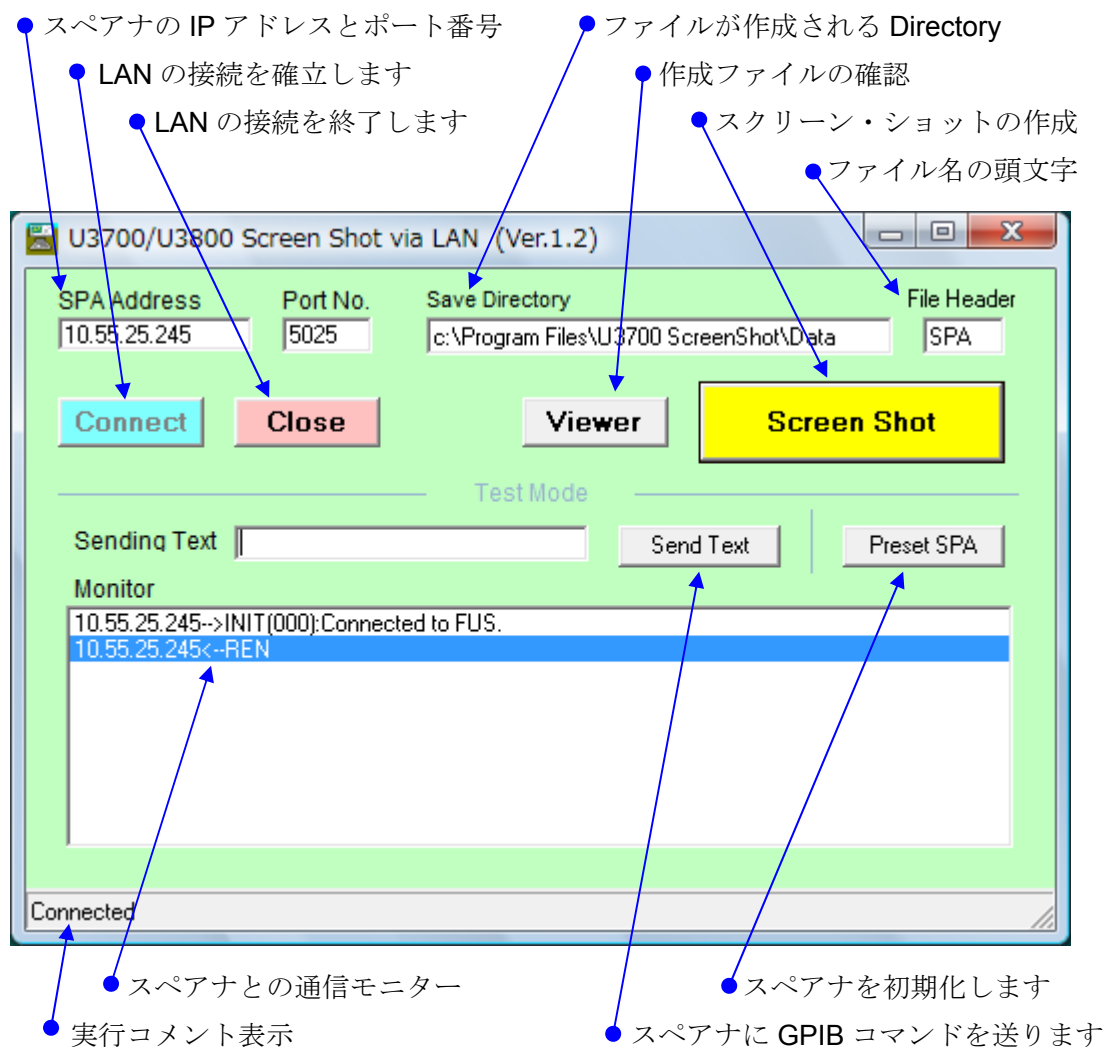 スペアナの IP アドレスとポート番号
ファイルが作成される Directory
LAN の接続を確立します
作成ファイルの確認
LAN の接続を終了します
スクリーン・ショットの作成
ファイル名の頭文字
U3700/U3800 Screen Shot via LAN (Ver.1.2)
SPA Address Port No. Save Directory File Header
10.55.25.245 5025 c:\Program Files\U3700 ScreenShot\Data SPA
Connect Close Viewer Screen Shot
Test Mode
Sending Text Send Text Preset SPA
Monitor
10.55.25.245-->INIT(000):Connected to FUS.
10.55.25.245<--REN
Connected
スペアナとの通信モニター
スペアナを初期化します
実行コメント表示
スペアナに GPIB コマンドを送ります